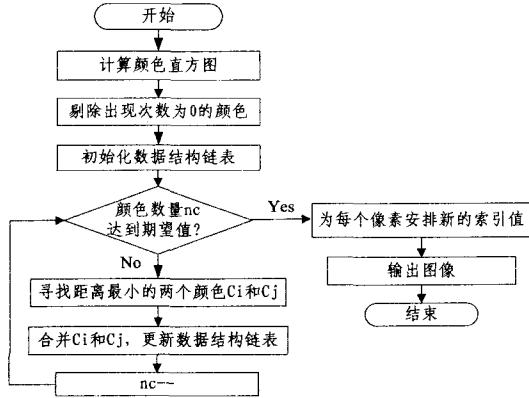 开始
计算颜色直方图
剔除出现次数为0的颜色
初始化数据结构链表
颜色数量nc
达到期望值?
Yes
No
为每个像素安排新的索引值
输出图像
结束
寻找距离最小的两个颜色Ci和Cj
合并Ci和Cj, 更新数据结构链表
nc--